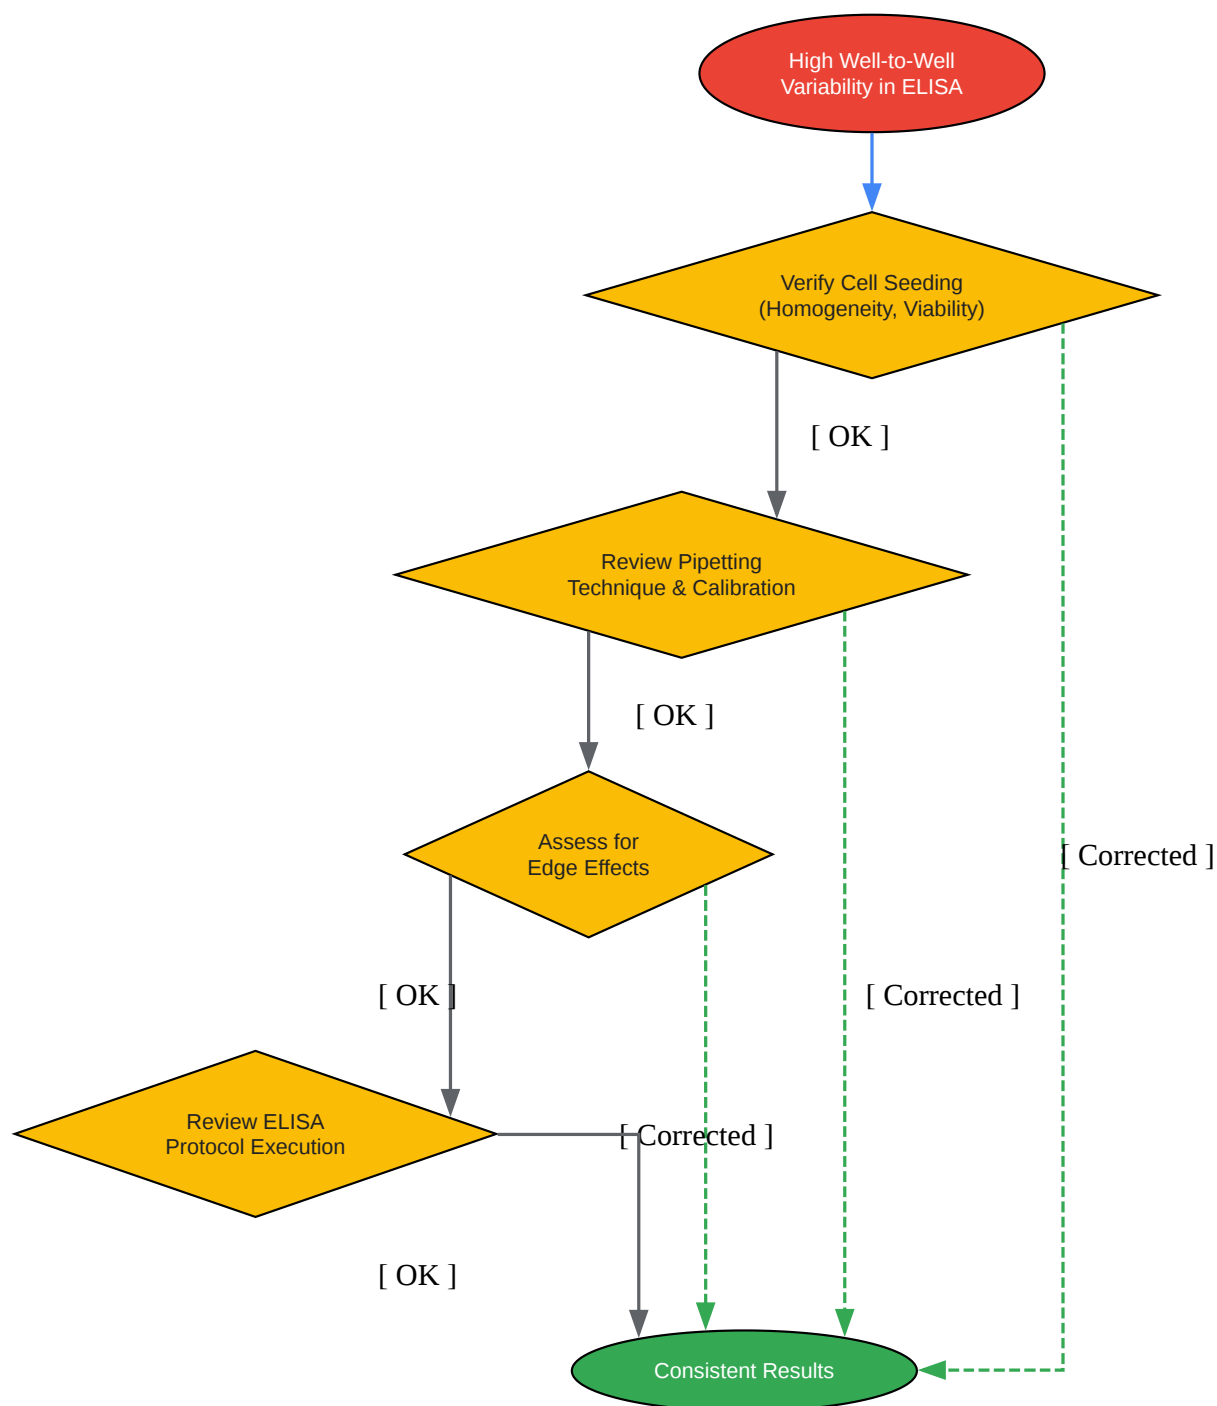 High Well-to-Well
Variability in ELISA
Verify Cell Seeding
(Homogeneity, Viability)
[ OK ]
Review Pipetting
Technique & Calibration
[ OK ]
Assess for
Edge Effects
[ Corrected ]
[ OK ]
[ Corrected ]
Review ELISA
Protocol Execution
[ Corrected ]
[ OK ]
Consistent Results